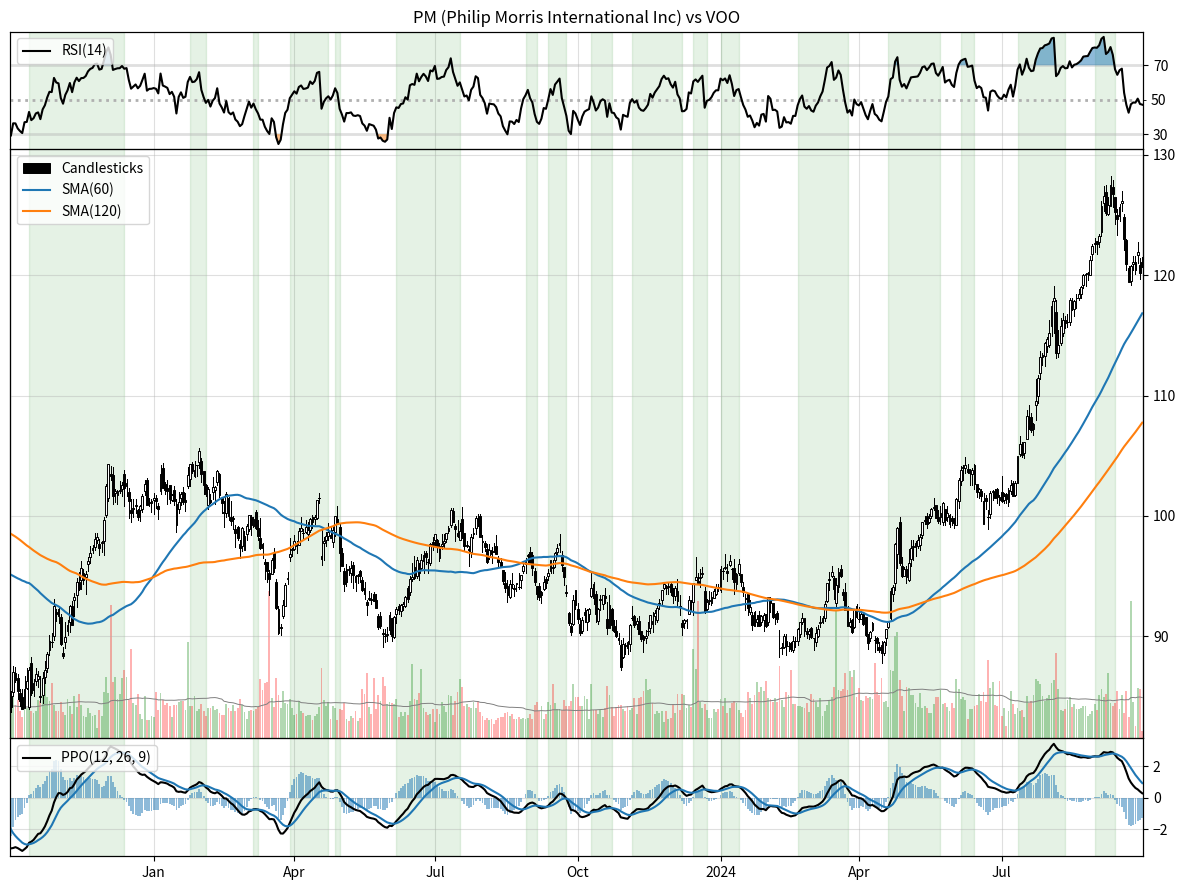 PM (Philip Morris International Inc) vs VOO
RSI(14)
70
50
30
Candlesticks
SMA(60)
SMA(120)
130
120
110
100
90
PPO(12, 26, 9)
2
0
−2
Jan Apr Jul Oct 2024 Apr Jul